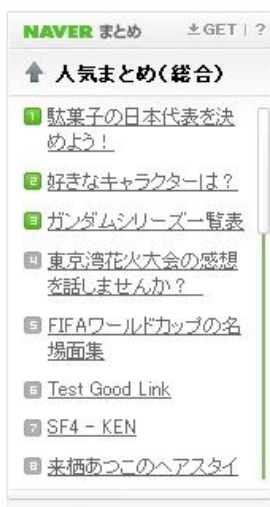 NAVER まとめ GET | ?
人気まとめ(総合)
1 駄菓子の日本代表を決
めよう！
2 好きなキャラクターは？
3 ガンダムシリーズ一覧表
4 東京湾花火大会の感想
を話しませんか？
5 FIFAワールドカップの名
場面集
6 Test Good Link
7 SF4 - KEN
8 来栖あつこのヘアスタイ